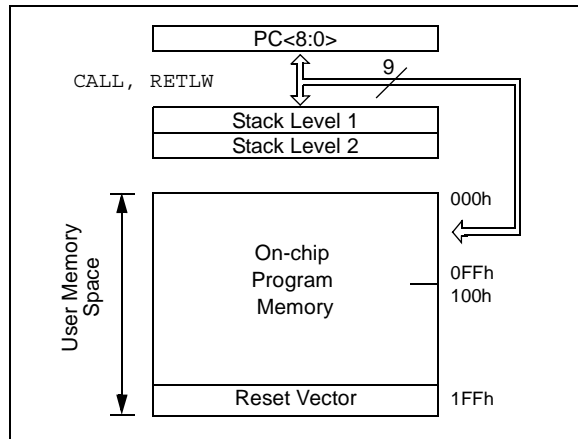 PC<8:0>
9
CALL, RETLW
Stack Level 1
Stack Level 2
000h
User Memory
Space
On-chip
Program
Memory
0FFh
100h
Reset Vector
1FFh